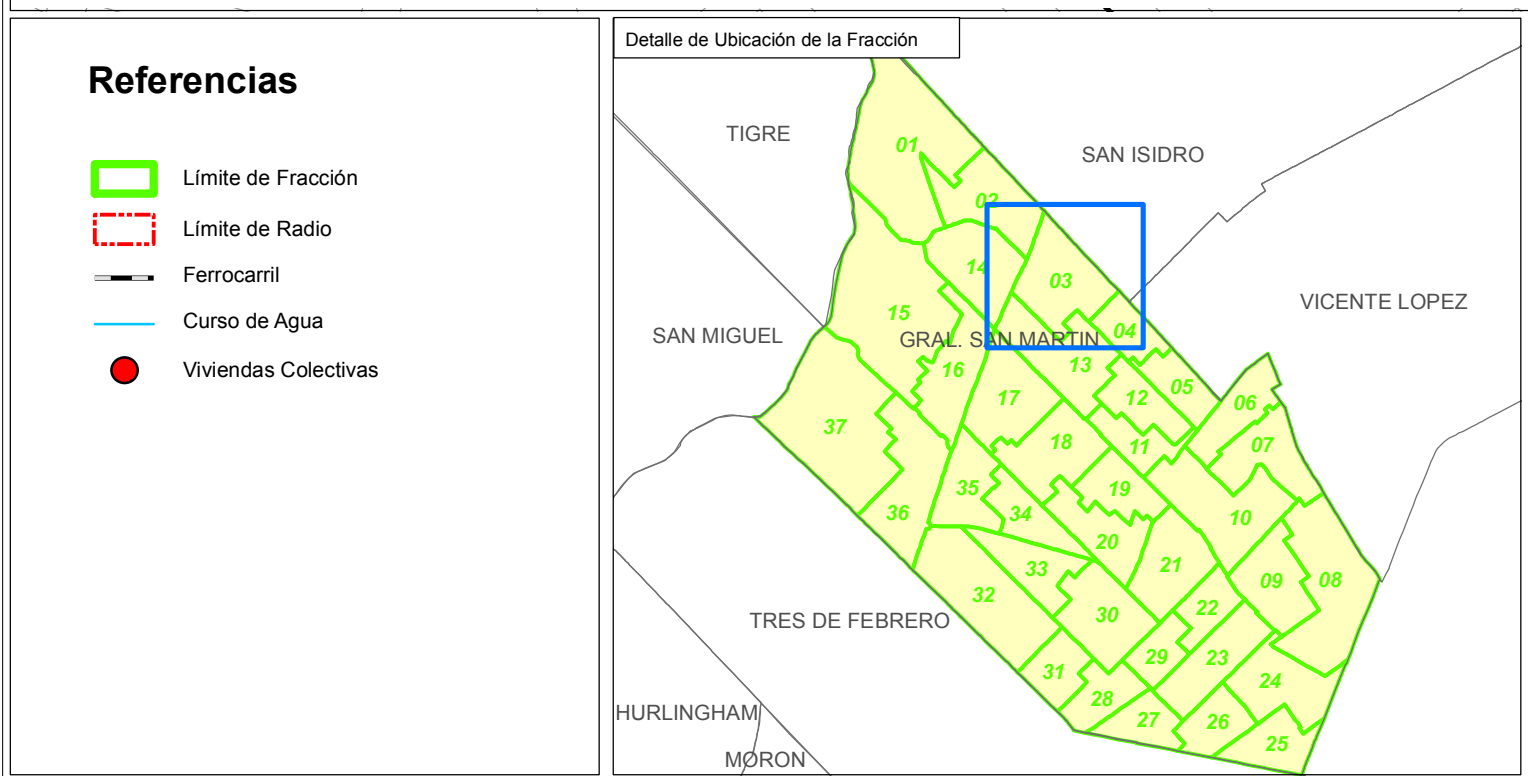 Referencias
Límite de Fracción
Límite de Radio
Ferrocarril
Curso de Agua
Viviendas Colectivas
Detalle de Ubicación de la Fracción
TIGRE
SAN ISIDRO
01
02
14
03
VICENTE LOPEZ
15
SAN MIGUEL
GRAL. SAN MARTIN
04
16
13
05
17
12
06
37
18
11
07
35
19
36
34
10
20
21
33
09
08
32
22
TRES DE FEBRERO
30
29
23
31
24
28
HURLINGHAM
27
26
25
MORON